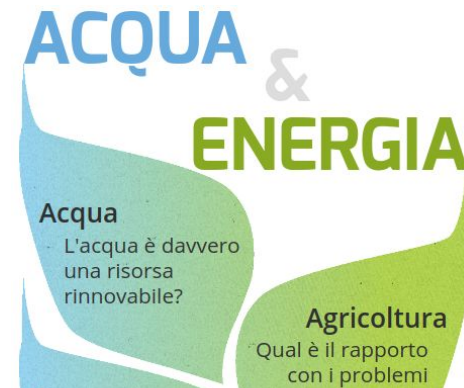 ACQUA
&
ENERGIA
Acqua
L'acqua è davvero
una risorsa
rinnovabile?
Agricoltura
Qual è il rapporto
con i problemi